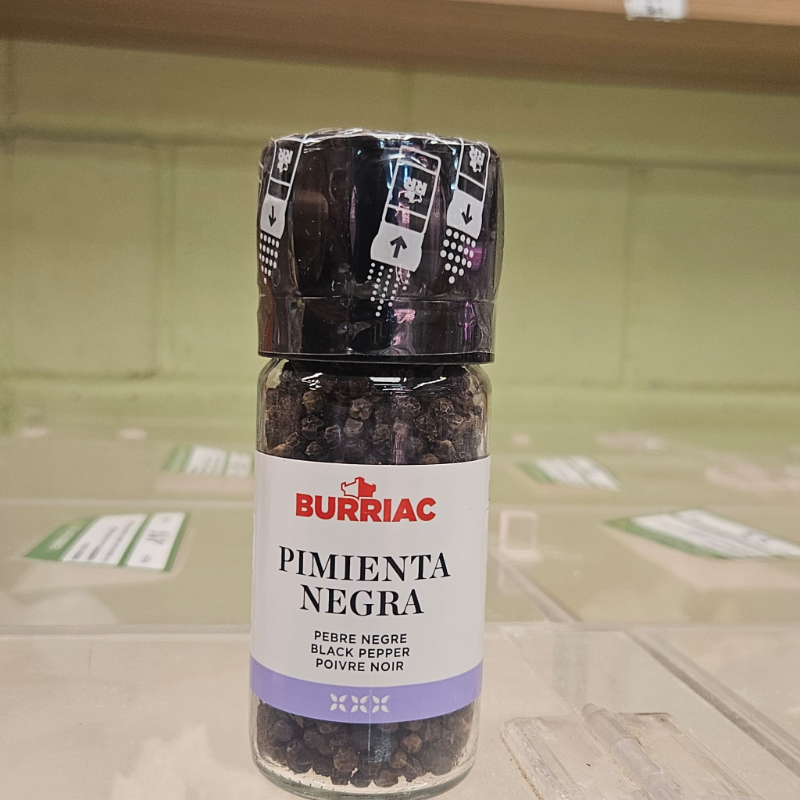 BURRIAC
PIMIENTA
NEGRA
PEBRE NEGRE
BLACK PEPPER
POIVRE NOIR